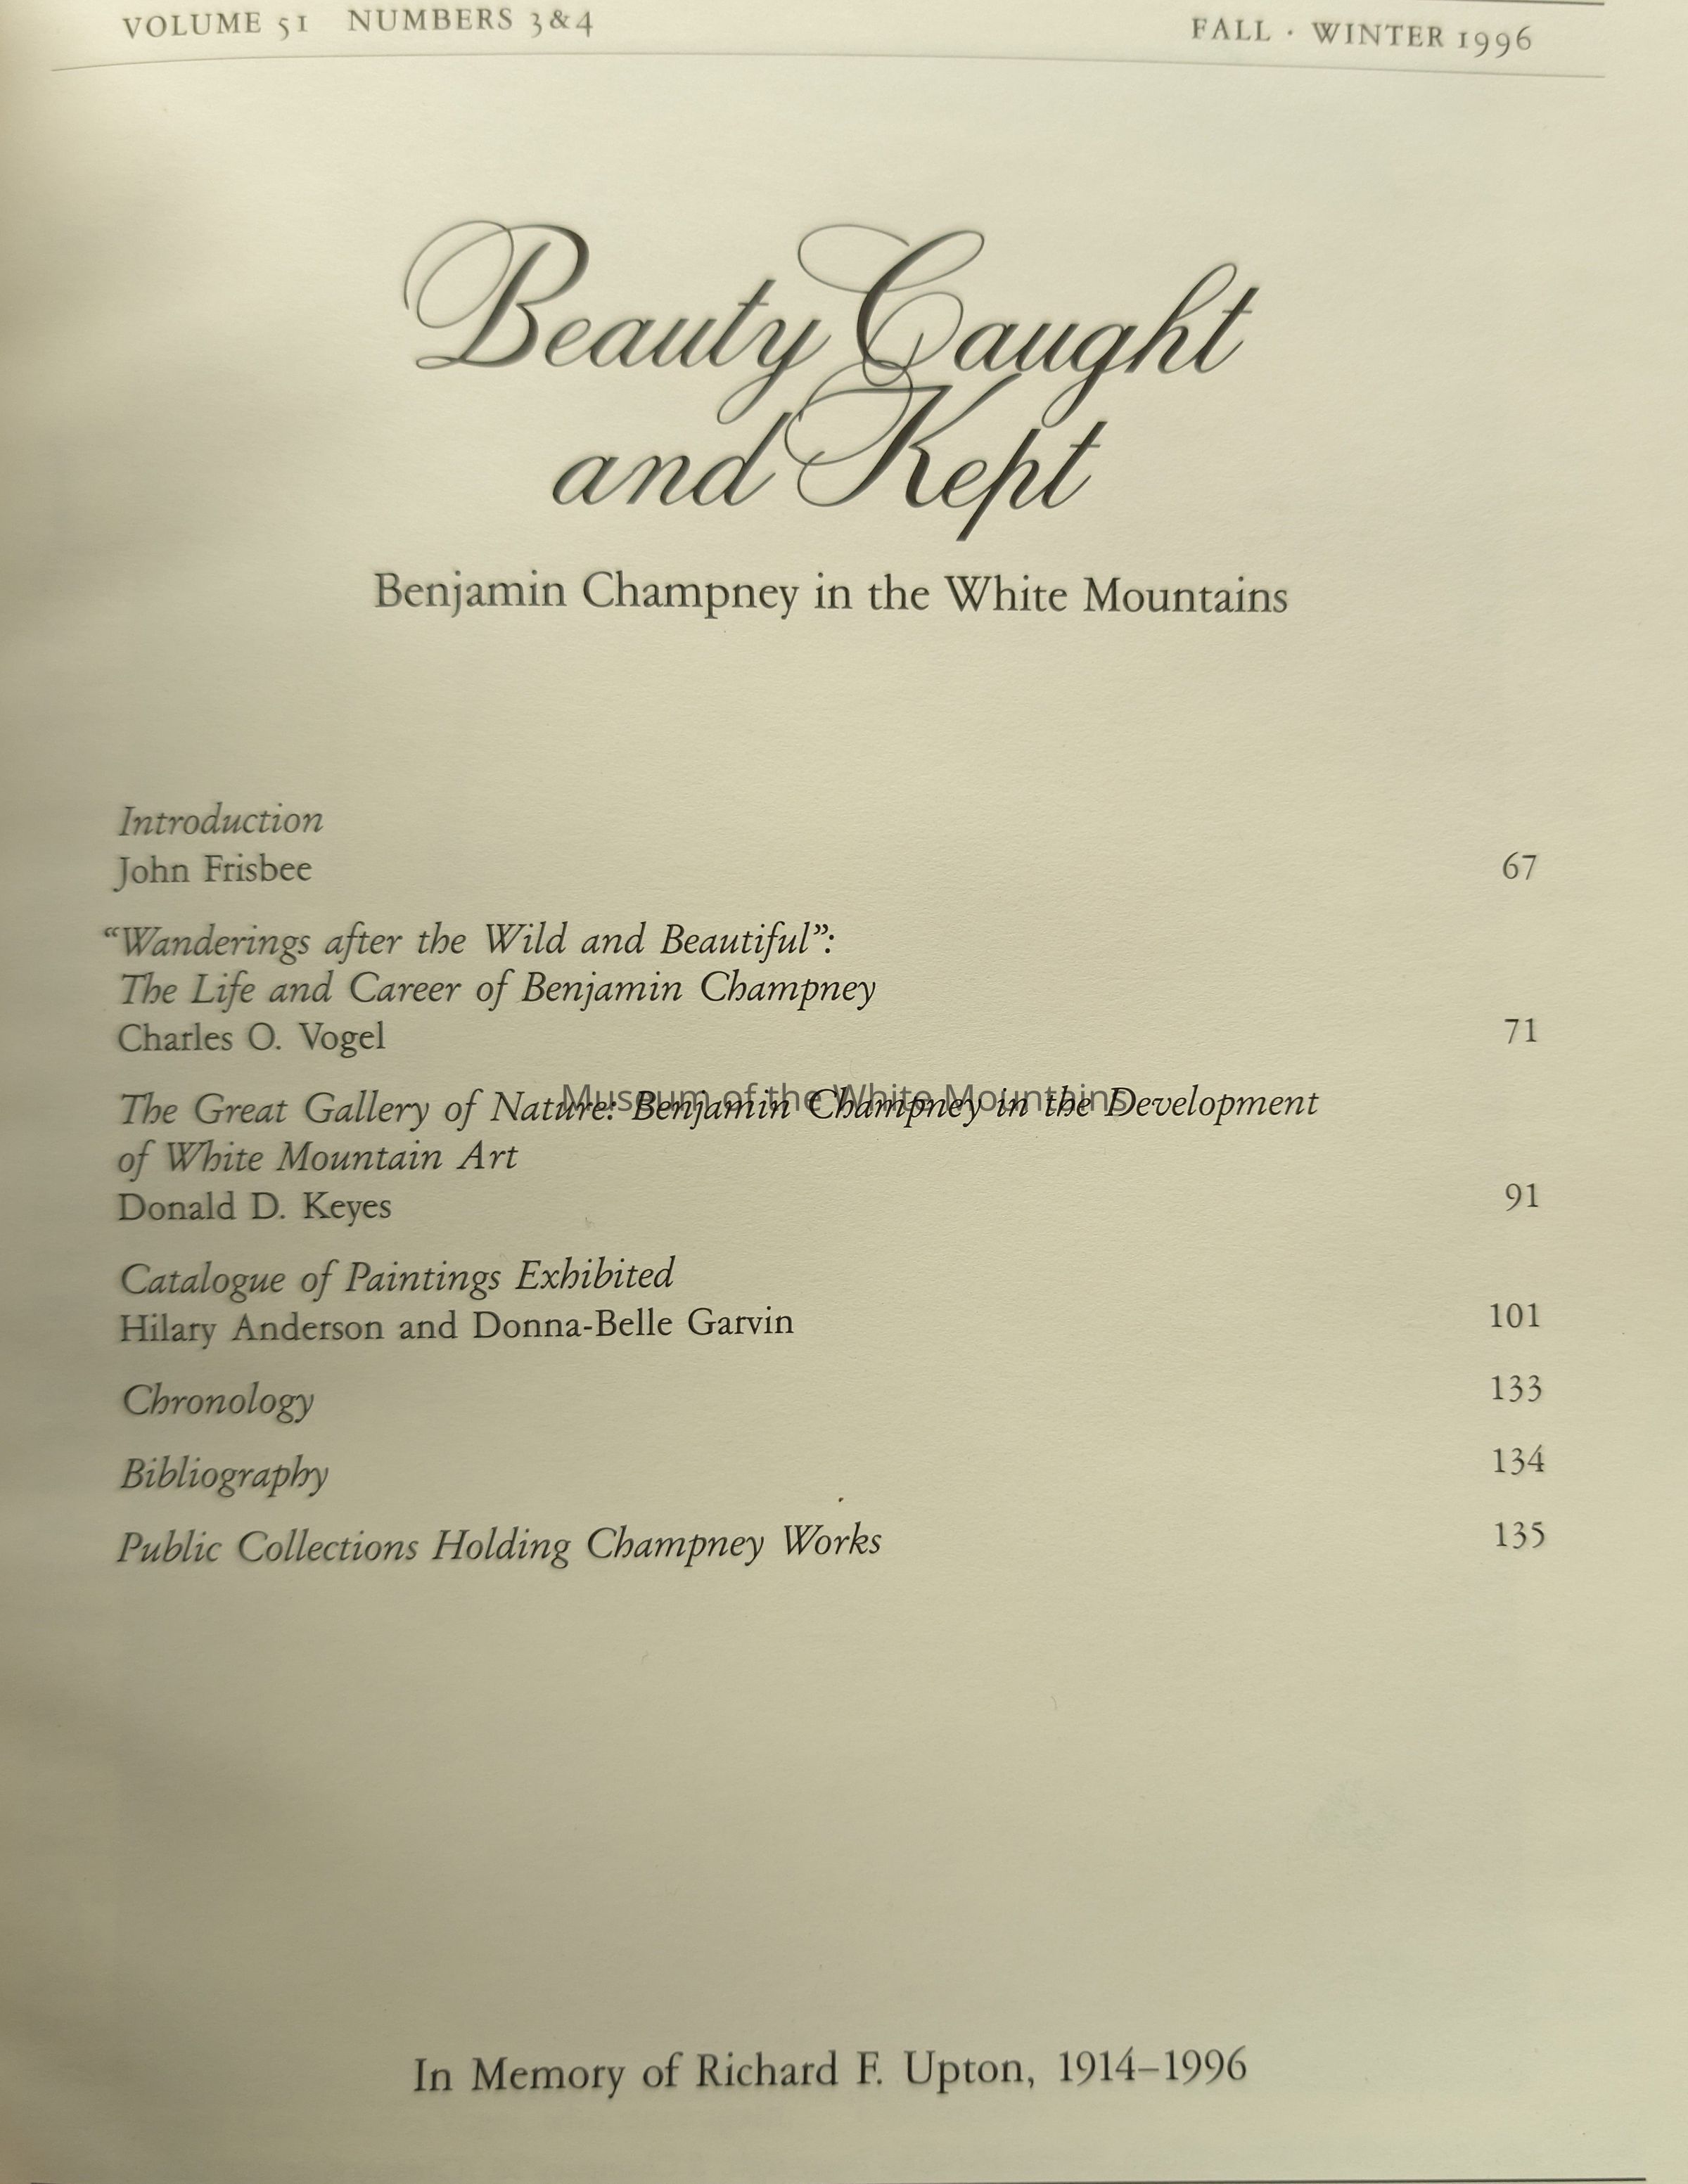 VOLUME 51 NUMBERS 3&4
FALL · WINTER 1996
Beauty Caught
and Kept
Benjamin Champney in the White Mountains
Introduction
John Frisbee 67
“Wanderings after the Wild and Beautiful”:
The Life and Career of Benjamin Champney
Charles O. Vogel 71
The Great Gallery of Nature: Benjamin Champney in the Development
Museum of the White Mountains
of White Mountain Art
Donald D. Keyes 91
Catalogue of Paintings Exhibited
Hilary Anderson and Donna-Belle Garvin 101
Chronology 133
Bibliography 134
Public Collections Holding Champney Works 135
In Memory of Richard F. Upton, 1914–1996